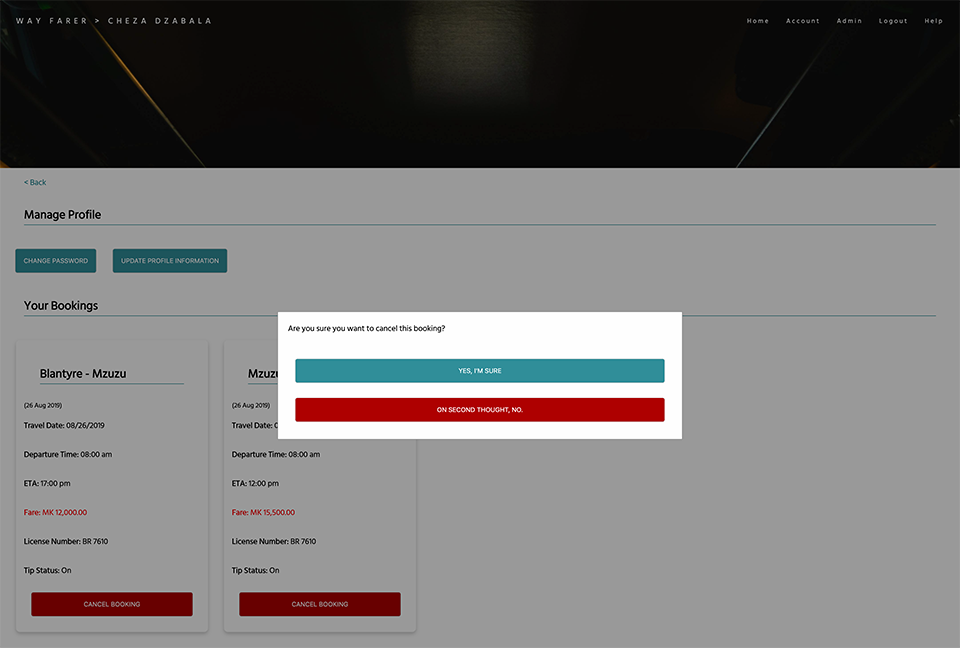 WAY FARER > CHEZA DZABALA
Home Account Admin Logout Help
< Back
Manage Profile
CHANGE PASSWORD UPDATE PROFILE INFORMATION
Your Bookings
Are you sure you want to cancel this booking?
YES, I'M SURE
ON SECOND THOUGHT, NO.
Blantyre - Mzuzu
(26 Aug 2019)
Travel Date: 08/26/2019
Departure Time: 08:00 am
ETA: 17:00 pm
Fare: MK 12,000.00
License Number: BR 7610
Tip Status: On
CANCEL BOOKING
(26 Aug 2019)
Travel Date:
Departure Time: 08:00 am
ETA: 12:00 pm
Fare: MK 15,500.00
License Number: BR 7610
Tip Status: On
CANCEL BOOKING